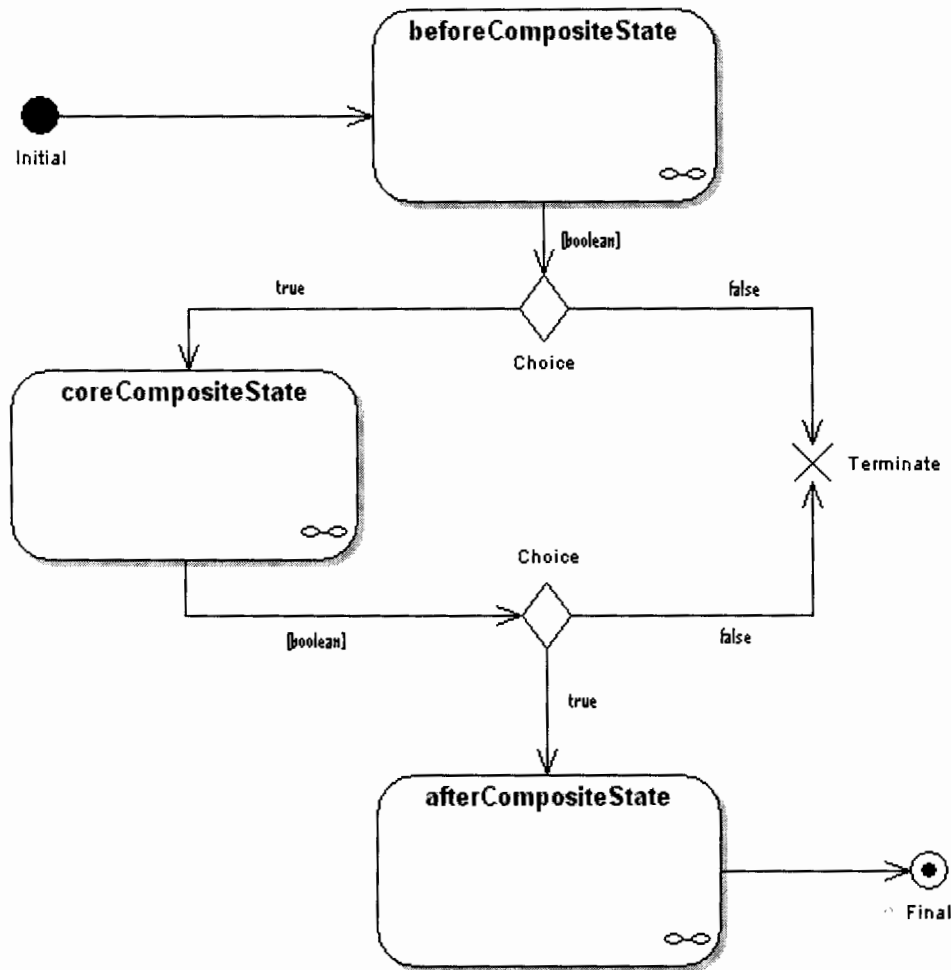 beforeCompositeState
Initial
[boolean]
true
false
Choice
coreCompositeState
Terminate
Choice
[boolean]
false
true
afterCompositeState
Final